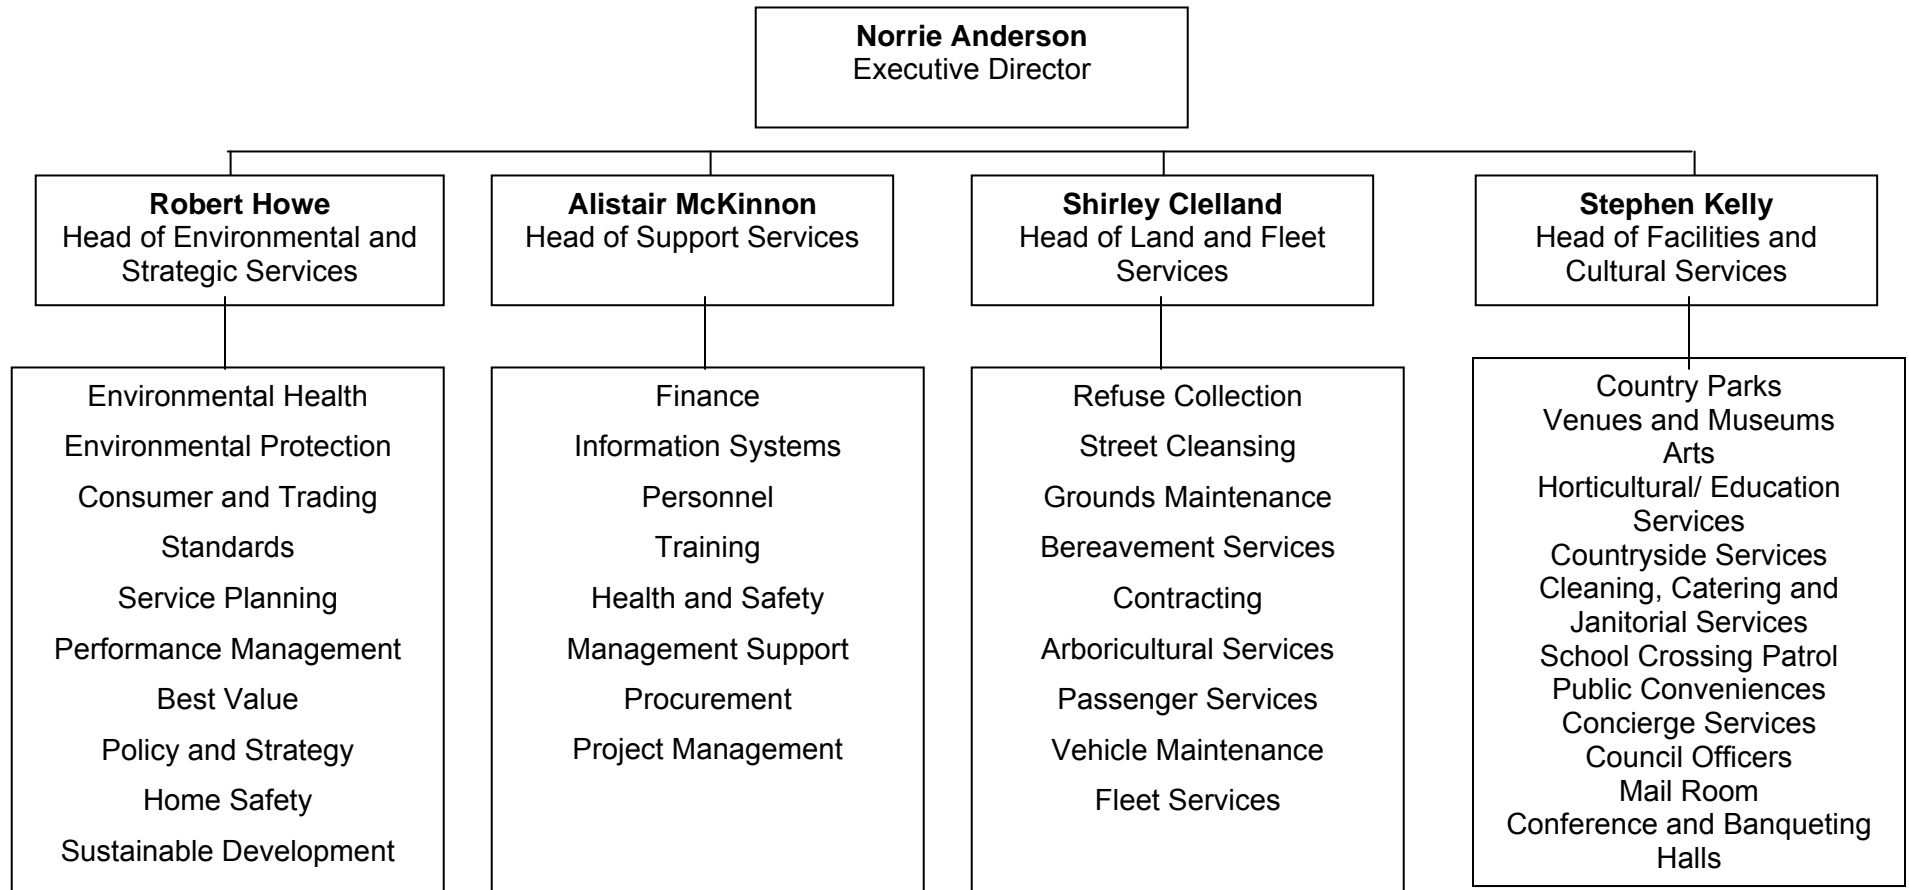 Norrie Anderson
Executive Director
Robert Howe
Head of Environmental and
Strategic Services
Alistair McKinnon
Head of Support Services
Shirley Clelland
Head of Land and Fleet
Services
Stephen Kelly
Head of Facilities and
Cultural Services
Environmental Health
Environmental Protection
Consumer and Trading
Standards
Service Planning
Performance Management
Best Value
Policy and Strategy
Home Safety
Sustainable Development
Finance
Information Systems
Personnel
Training
Health and Safety
Management Support
Procurement
Project Management
Refuse Collection
Street Cleansing
Grounds Maintenance
Bereavement Services
Contracting
Arboricultural Services
Passenger Services
Vehicle Maintenance
Fleet Services
Country Parks
Venues and Museums
Arts
Horticultural/ Education
Services
Countryside Services
Cleaning, Catering and
Janitorial Services
School Crossing Patrol
Public Conveniences
Concierge Services
Council Officers
Mail Room
Conference and Banqueting
Halls